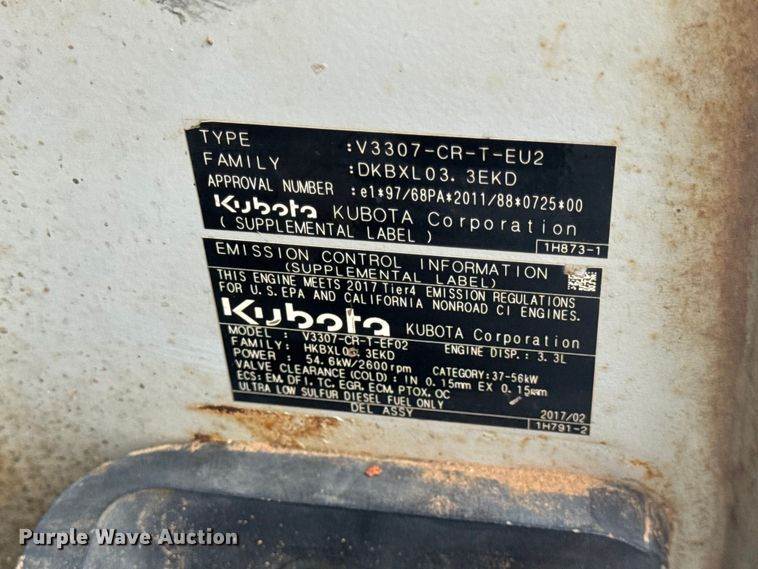 TYPE :V3307-CR-T-EU2
FAMILY :DKBXL03.3EKD
APPROVAL NUMBER :e1*97/68PA*2011/88*0725*00
Kubota KUBOTA Corporation
(SUPPLEMENTAL LABEL)
1H873-1
EMISSION CONTROL INFORMATION
(SUPPLEMENTAL LABEL)
THIS ENGINE MEETS 2017 Tier4 EMISSION REGULATIONS
FOR U.S.EPA AND CALIFORNIA NONROAD CI ENGINES.
Kubota KUBOTA Corporation
MODEL : V3307-CR-T-EF02 ENGINE DISP.: 3.3L
FAMILY: HKBXL03.3EKD
POWER : 54.6kW/2600rpm CATEGORY:37-56kW
VALVE CLEARANCE(COLD): IN 0.15mm EX 0.15mm
ECS: EM,DFI,TC,EGR,ECM,PTOX,OC
ULTRA LOW SULFUR DIESEL FUEL ONLY
DEL ASSY 2017/02
1H791-2
Purple Wave Auction